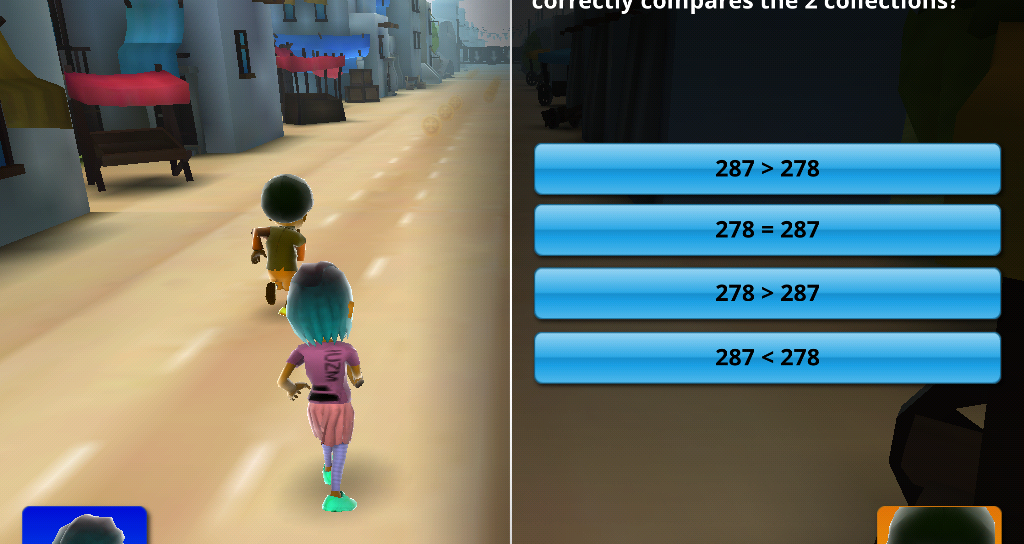 correctly compares the 2 collections?
287 > 278
278 = 287
278 > 287
287 < 278